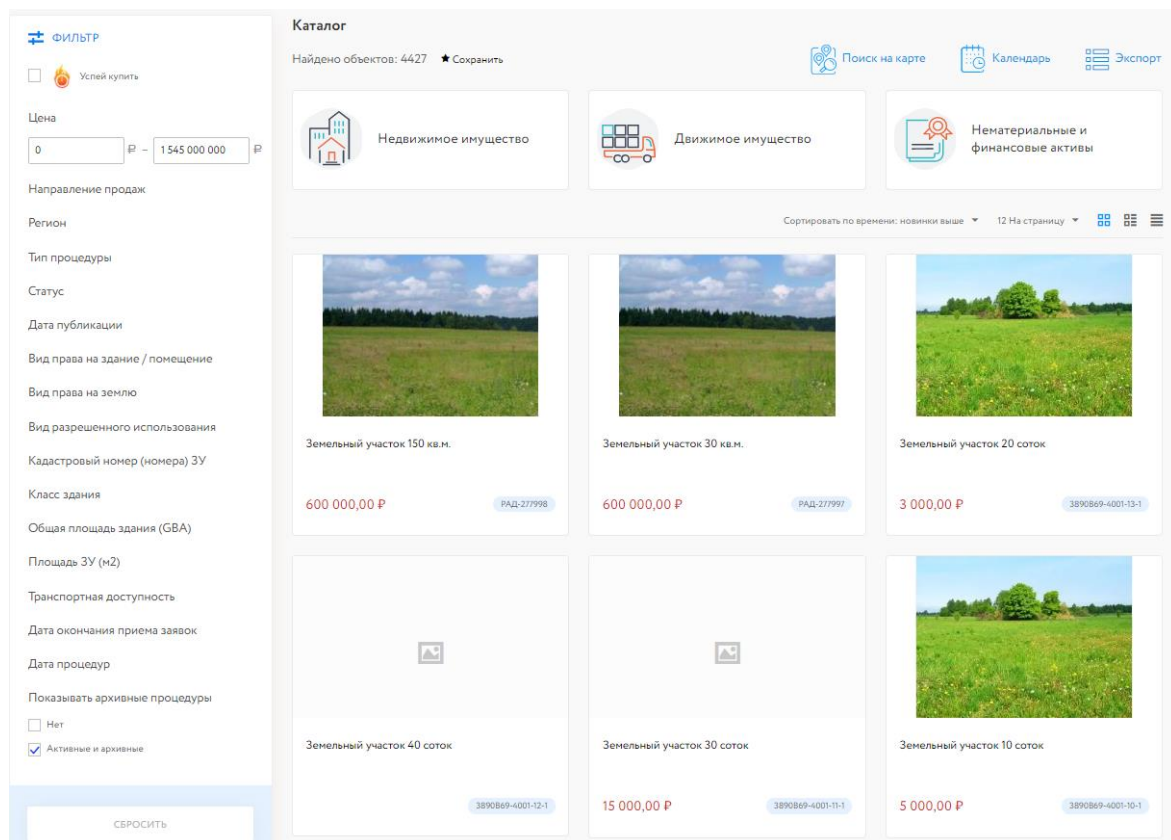 ФИЛЬТР
Успей купить
Цена
0 ₽ – 1 545 000 000 ₽
Направление продаж
Регион
Тип процедуры
Статус
Дата публикации
Вид права на здание / помещение
Вид права на землю
Вид разрешенного использования
Кадастровый номер (номера) ЗУ
Класс здания
Общая площадь здания (GBA)
Площадь ЗУ (м2)
Транспортная доступность
Дата окончания приема заявок
Дата процедур
Показывать архивные процедуры
Нет
Активные и архивные
СБРОСИТЬ
Каталог
Найдено объектов: 4427 ★ Сохранить
Поиск на карте Календарь Экспорт
Недвижимое имущество
Движимое имущество
Нематериальные и
финансовые активы
Сортировать по времени: новинки выше 12 На страницу
Земельный участок 150 кв.м.
600 000,00 ₽ РАД-277998
Земельный участок 30 кв.м.
600 000,00 ₽ РАД-277997
Земельный участок 20 соток
3 000,00 ₽ 3890B69-4001-13-1
Земельный участок 40 соток
3890B69-4001-12-1
Земельный участок 30 соток
15 000,00 ₽ 3890B69-4001-11-1
Земельный участок 10 соток
5 000,00 ₽ 3890B69-4001-10-1